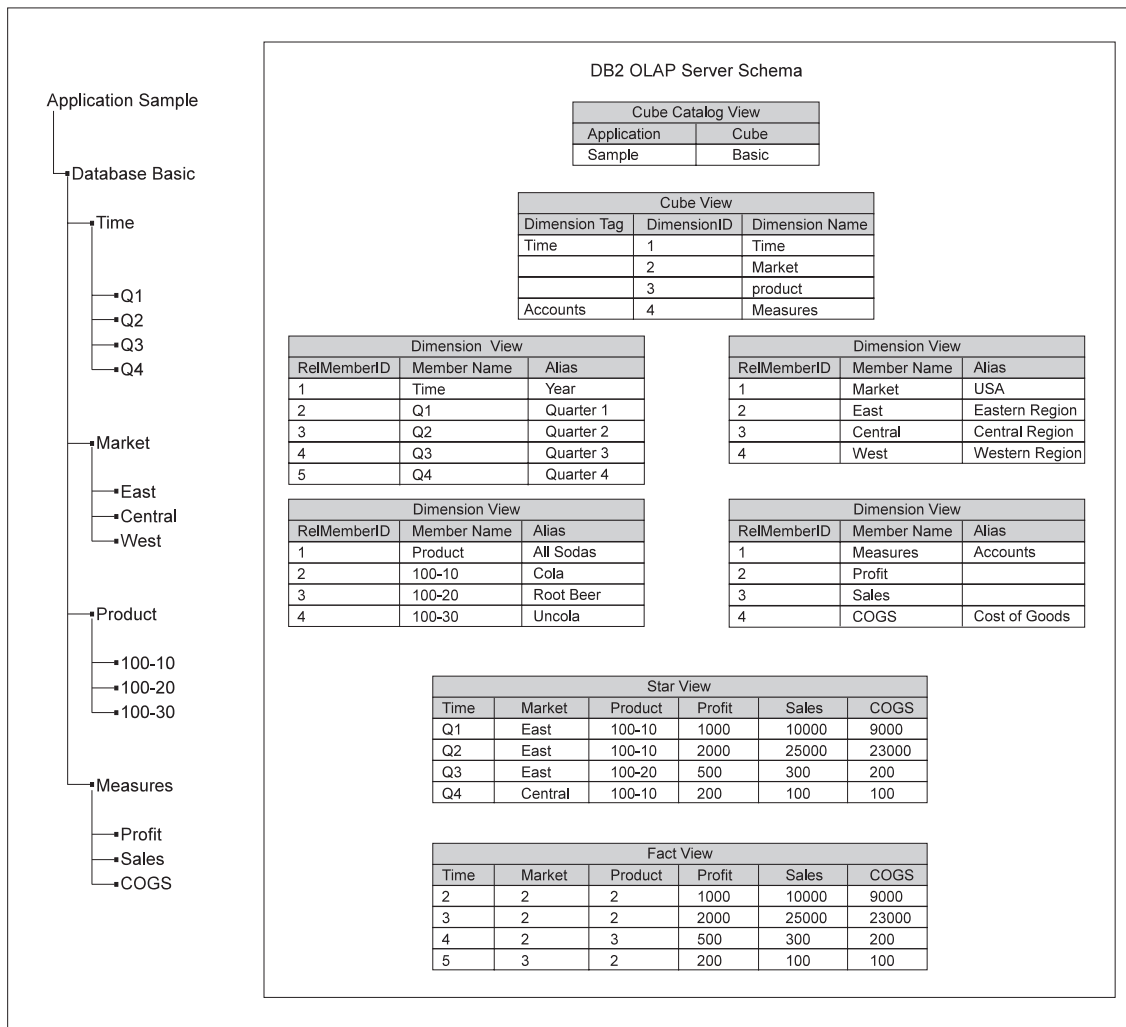 Application Sample
Database Basic
Time
Q1
Q2
Q3
Q4
Market
East
Central
West
Product
100-10
100-20
100-30
Measures
Profit
Sales
COGS
DB2 OLAP Server Schema
Cube Catalog View
Application Cube
Sample Basic
Cube View
Dimension Tag DimensionID Dimension Name
Time 1 Time
2 Market
3 product
Accounts 4 Measures
Dimension View
RelMemberID Member Name Alias
1 Time Year
2 Q1 Quarter 1
3 Q2 Quarter 2
4 Q3 Quarter 3
5 Q4 Quarter 4
Dimension View
RelMemberID Member Name Alias
1 Market USA
2 East Eastern Region
3 Central Central Region
4 West Western Region
Dimension View
RelMemberID Member Name Alias
1 Product All Sodas
2 100-10 Cola
3 100-20 Root Beer
4 100-30 Uncola
Dimension View
RelMemberID Member Name Alias
1 Measures Accounts
2 Profit
3 Sales
4 COGS Cost of Goods
Star View
Time Market Product Profit Sales COGS
Q1 East 100-10 1000 10000 9000
Q2 East 100-10 2000 25000 23000
Q3 East 100-20 500 300 200
Q4 Central 100-10 200 100 100
Fact View
Time Market Product Profit Sales COGS
2 2 2 1000 10000 9000
3 2 2 2000 25000 23000
4 2 3 500 300 200
5 3 2 200 100 100